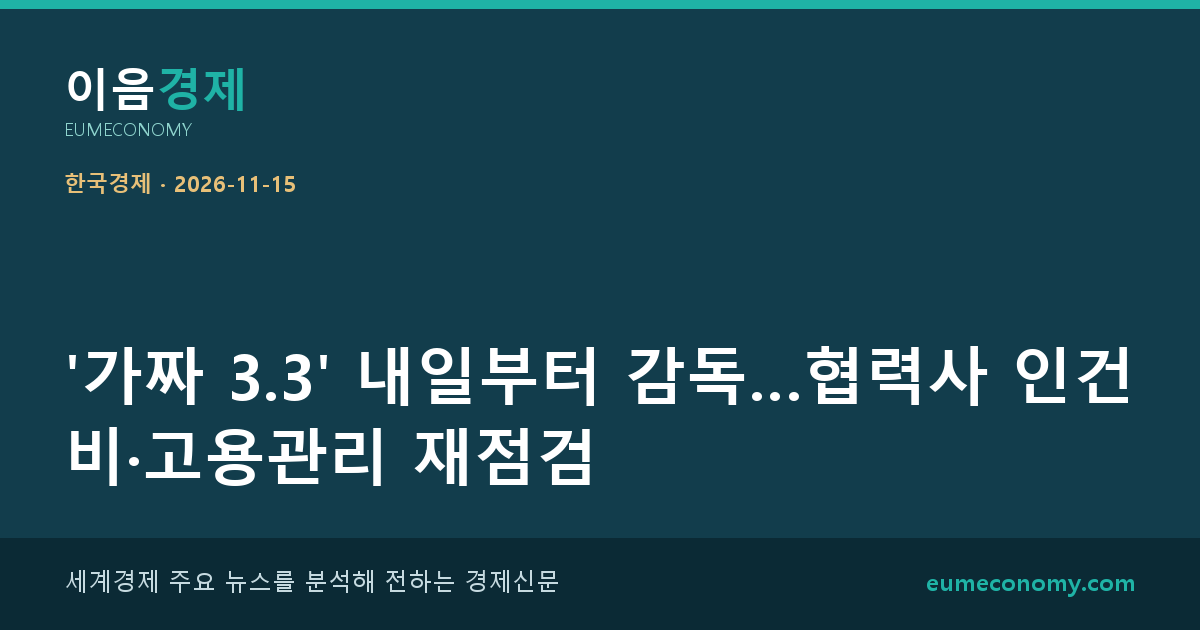 이음경제
EUMECONOMY
한국경제 · 2026-11-15
'가짜 3.3' 내일부터 감독...협력사 인건
비·고용관리 재점검
세계경제 주요 뉴스를 분석해 전하는 경제신문
eumeconomy.com